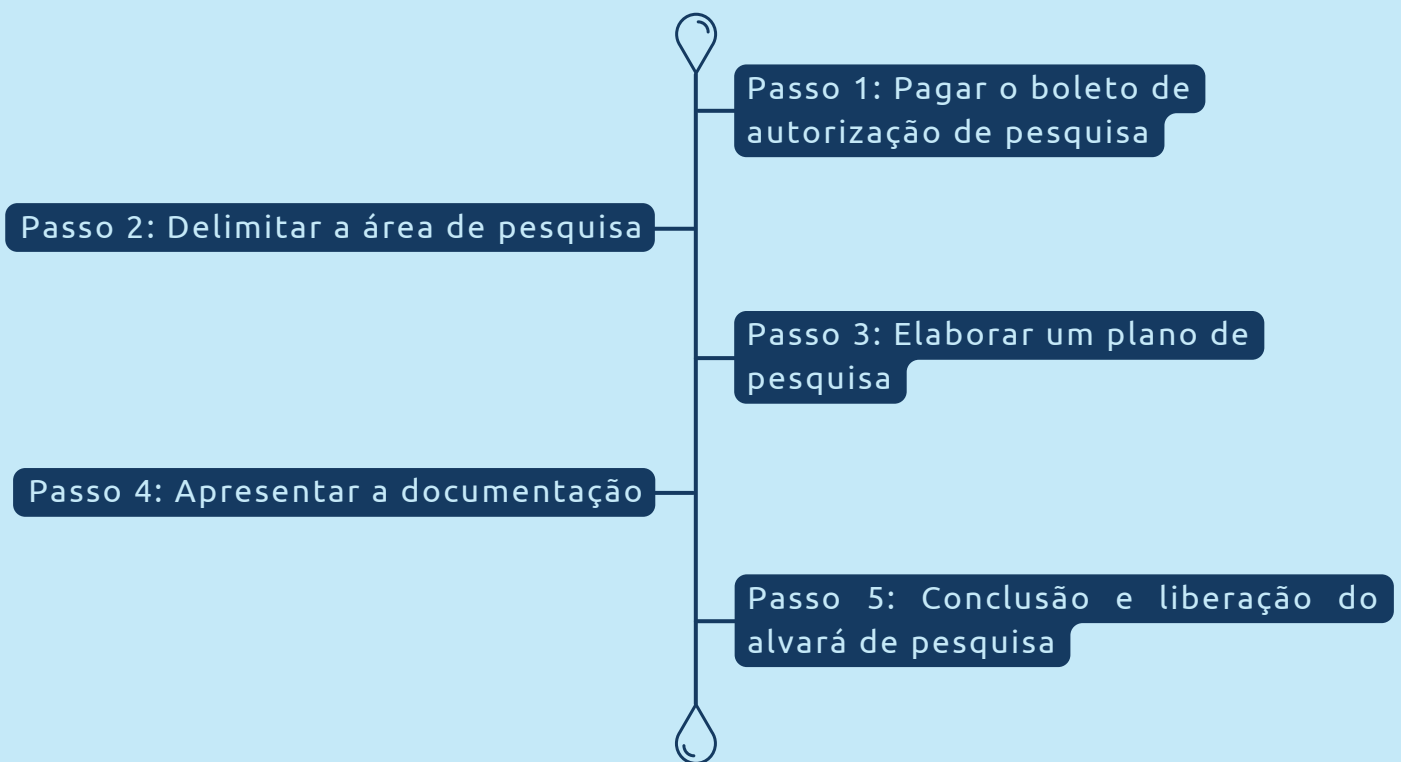 Passo 1: Pagar o boleto de
autorização de pesquisa
Passo 2: Delimitar a área de pesquisa
Passo 3: Elaborar um plano de
pesquisa
Passo 4: Apresentar a documentação
Passo 5: Conclusão e liberação do
alvará de pesquisa